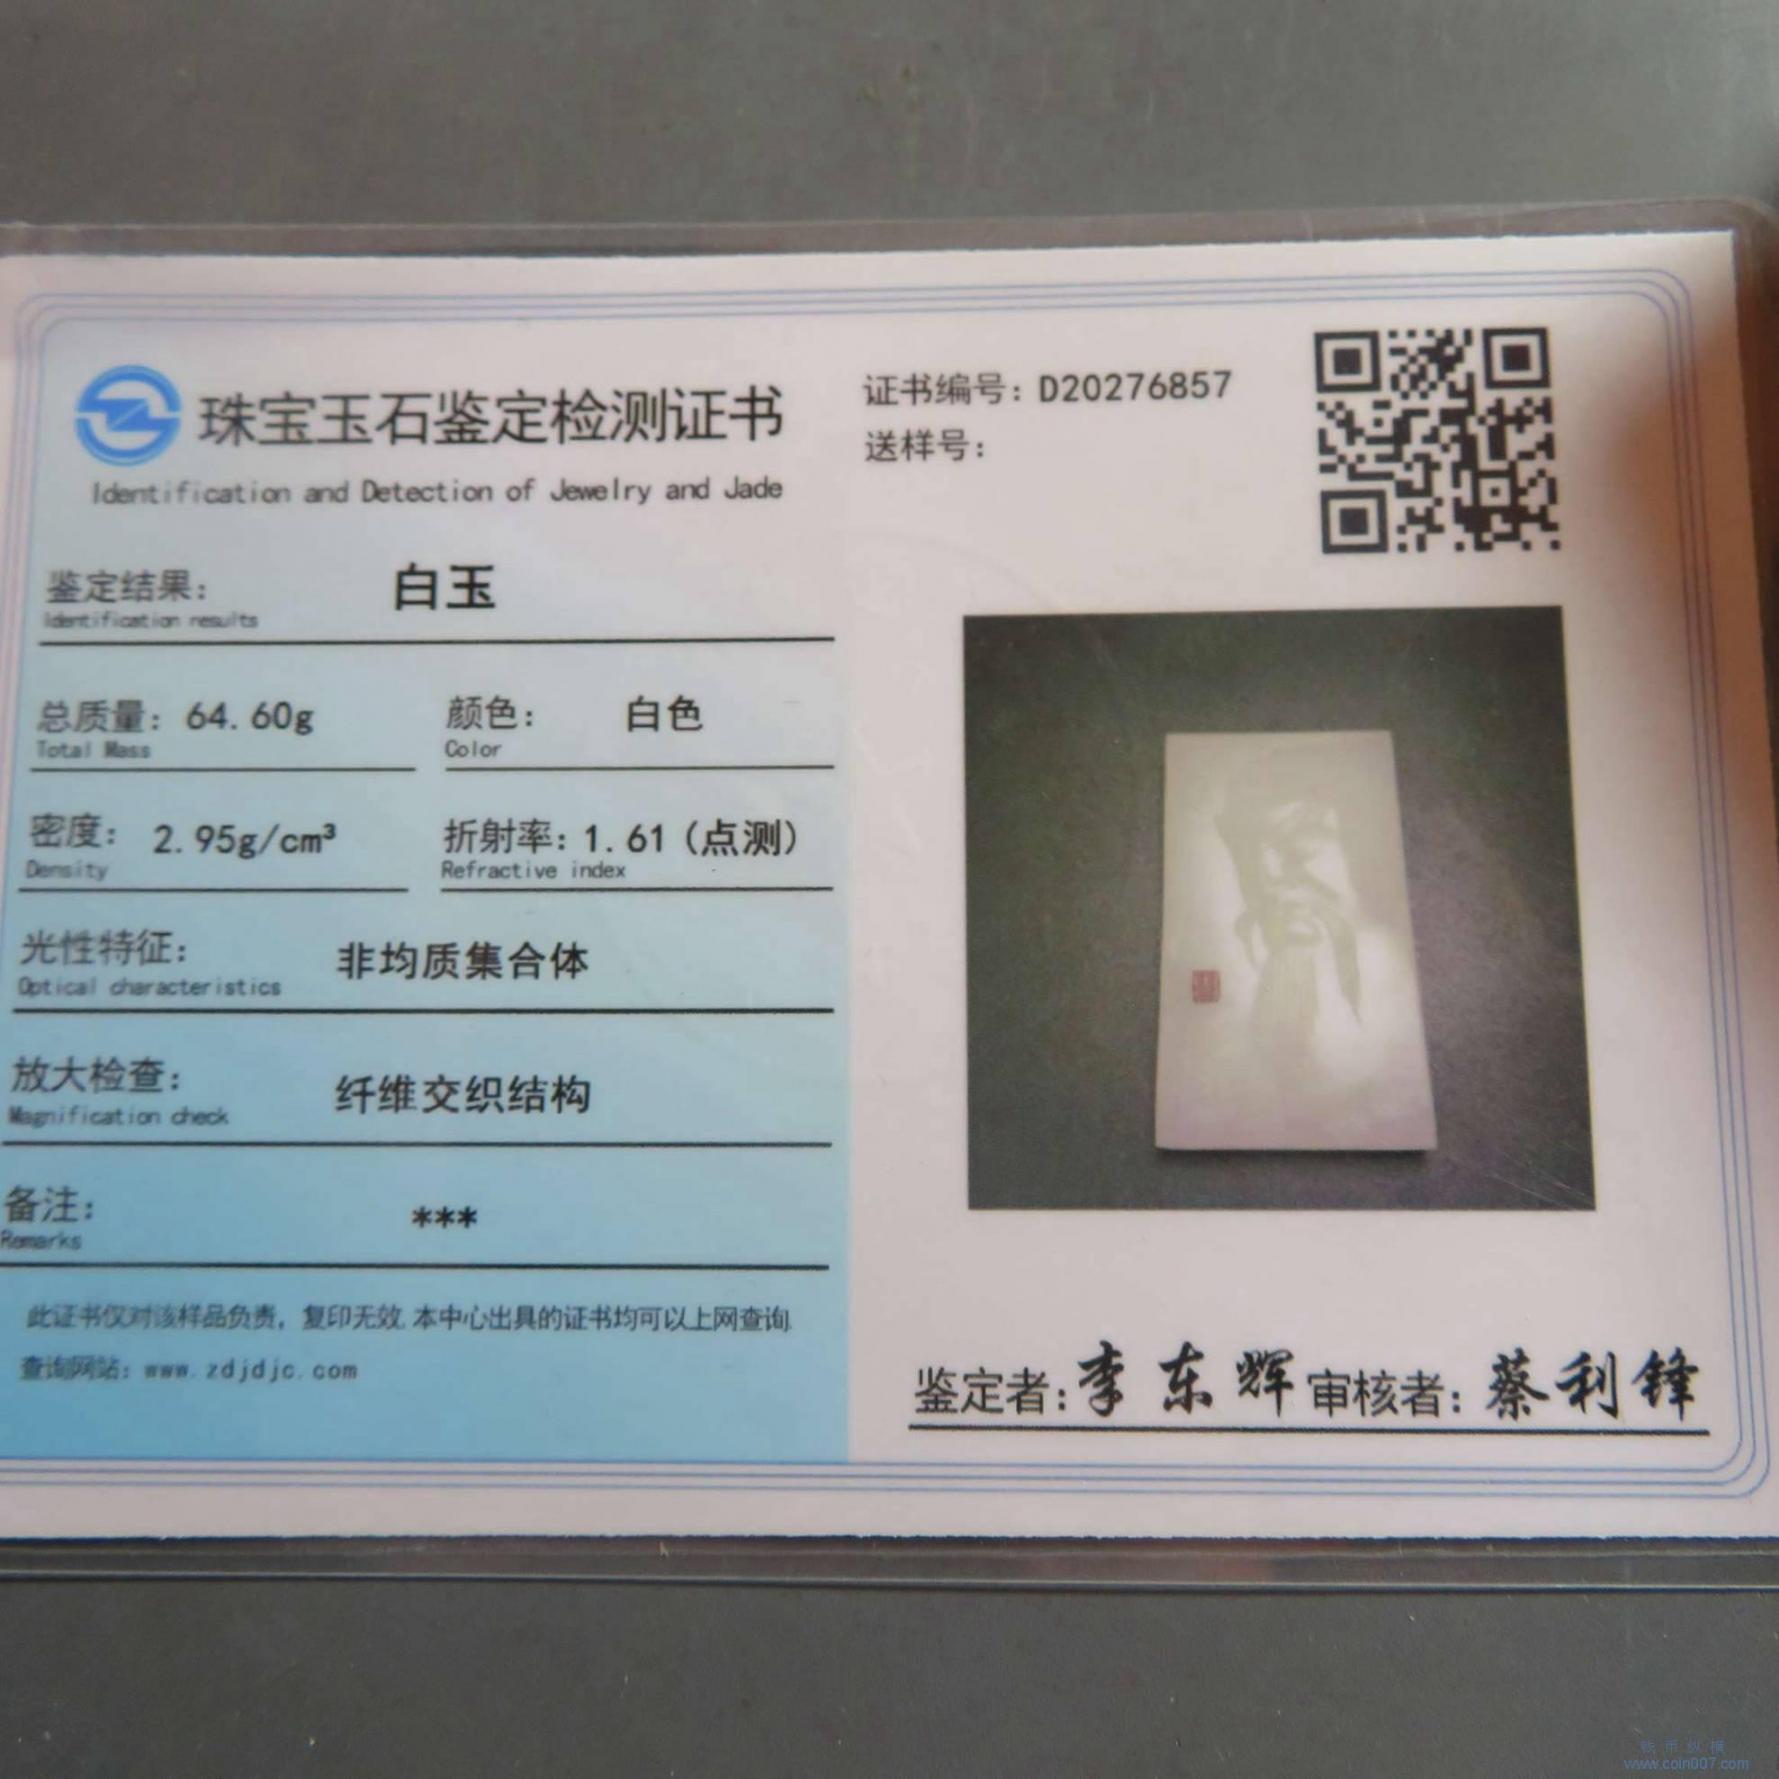 珠宝玉石鉴定检测证书
Identification and Detection of Jewelry and Jade
证书编号：D20276857
送样号：
鉴定结果： 白玉
Identification results
总质量：64.60g 颜色： 白色
Total Mass Color
密度：2.95g/cm³ 折射率：1.61(点测)
Density Refractive index
光性特征： 非均质集合体
Optical characteristics
放大检查： 纤维交织结构
Magnification check
备注： ***
Remarks
此证书仅对该样品负责，复印无效.本中心出具的证书均可以上网查询.
查询网站：www.zdjdjc.com
鉴定者：李东辉 审核者：蔡利锋
钱币纵横
www.coin007.com